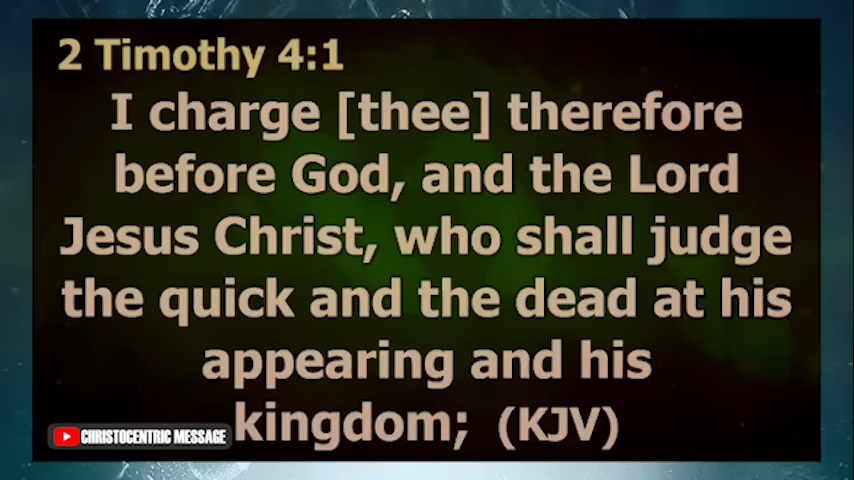 2 Timothy 4:1
I charge [thee] therefore
before God, and the Lord
Jesus Christ, who shall judge
the quick and the dead at his
appearing and his
kingdom; (KJV)
CHRISTOCENTRIC MESSAGE